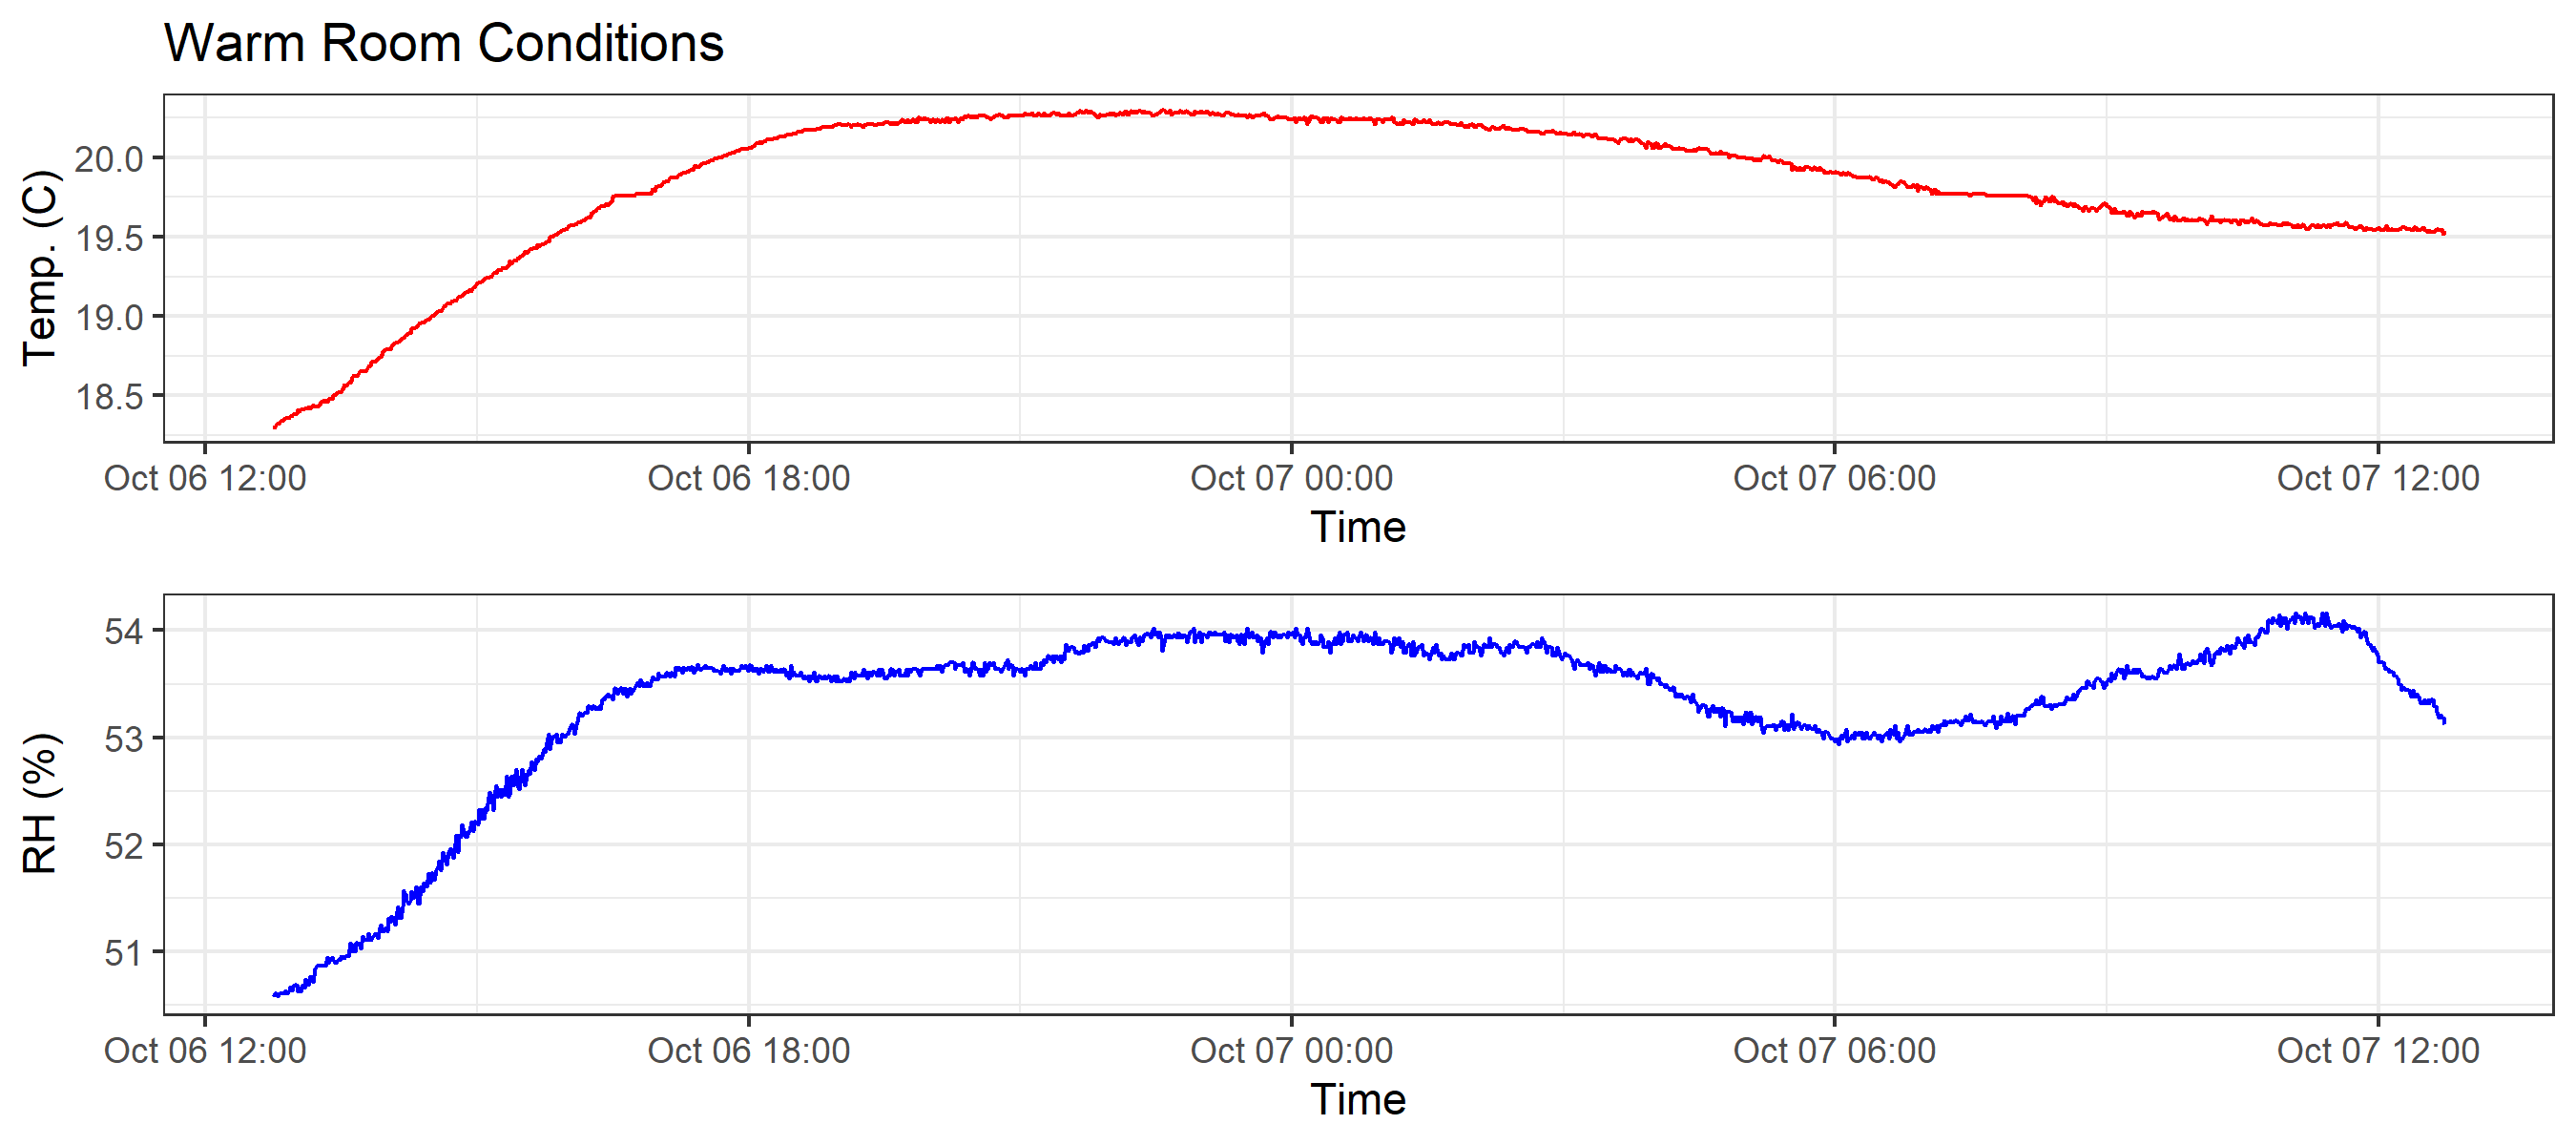 Warm Room Conditions
Temp. (C)
20.0
19.5
19.0
18.5
Oct 06 12:00 Oct 06 18:00 Oct 07 00:00 Oct 07 06:00 Oct 07 12:00
Time
RH (%)
54
53
52
51
Oct 06 12:00 Oct 06 18:00 Oct 07 00:00 Oct 07 06:00 Oct 07 12:00
Time